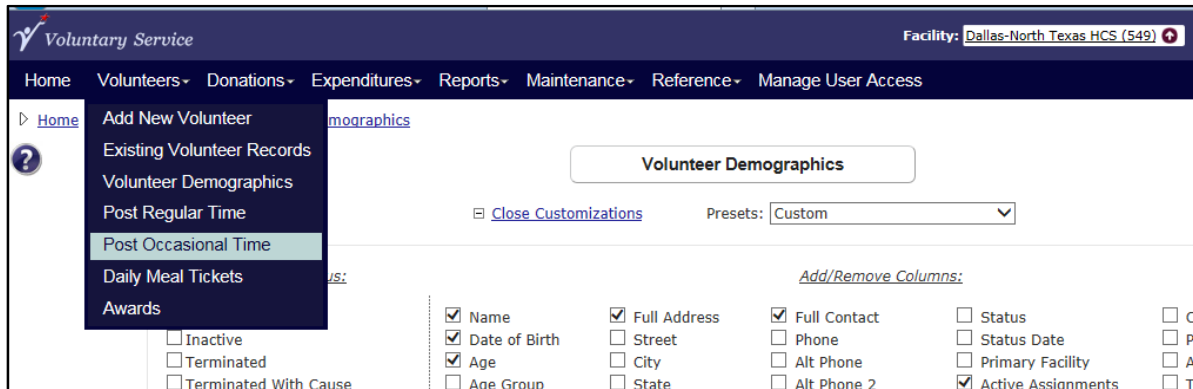 Voluntary Service
Facility: Dallas-North Texas HCS (549)
Home Volunteers Donations Expenditures Reports Maintenance Reference Manage User Access
Home mographics
Add New Volunteer
Existing Volunteer Records
Volunteer Demographics
Post Regular Time
Post Occasional Time
Daily Meal Tickets
Awards
?
Volunteer Demographics
Close Customizations Presets: Custom
us: Add/Remove Columns:
Name Full Address Full Contact Status
Inactive Date of Birth Street Phone Status Date
Terminated Age City Alt Phone Primary Facility
Terminated With Cause Age Group State Alt Phone 2 Active Assignments